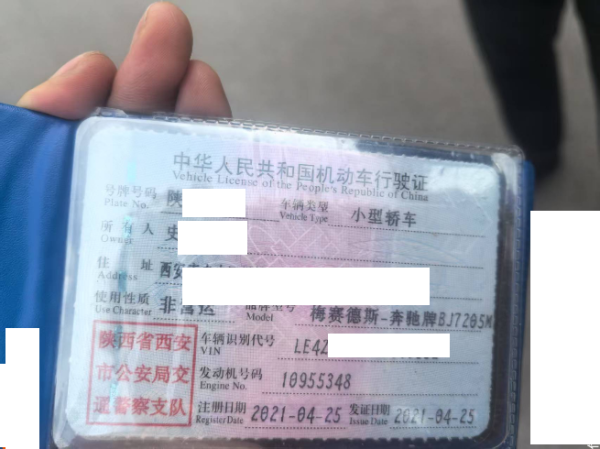 中华人民共和国机动车行驶证
Vehicle License of the People's Republic of China
号牌号码 陕 车辆类型 小型轿车
Plate No. Vehicle Type
所有人 史
Owner
住址 西安市
Address
使用性质 非营运 品牌型号 梅赛德斯-奔驰牌BJ7205M
Use Character Model
陕西省西安
市公安局交
通警察支队
车辆识别代号 LE4Z
VIN
发动机号码 10955348
Engine No.
注册日期 2021-04-25 发证日期 2021-04-25
Register Date Issue Date